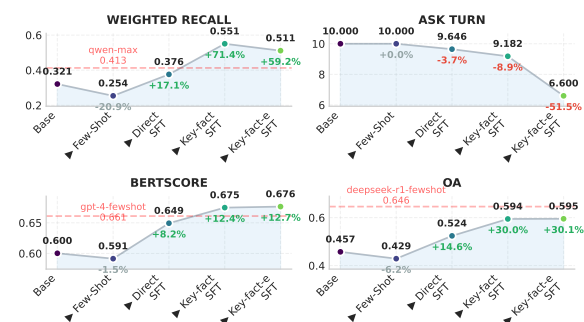 WEIGHTED RECALL
0.6
0.4
0.2
qwen-max
0.413
0.321
0.254
-20.9%
0.376
+17.1%
0.551
+71.4%
0.511
+59.2%
Base
Few-Shot
Direct
SFT
Key-fact
SFT
Key-fact-e
SFT
ASK TURN
10
8
6
10.000
10.000
+0.0%
9.646
-3.7%
9.182
-8.9%
6.600
-51.5%
Base
Few-Shot
Direct
SFT
Key-fact
SFT
Key-fact-e
SFT
BERTSCORE
0.65
0.60
gpt-4-fewshot
0.661
0.600
0.591
-1.5%
0.649
+8.2%
0.675
+12.4%
0.676
+12.7%
Base
Few-Shot
Direct
SFT
Key-fact
SFT
Key-fact-e
SFT
OA
0.6
0.4
deepseek-r1-fewshot
0.646
0.457
0.429
-6.2%
0.524
+14.6%
0.594
+30.0%
0.595
+30.1%
Base
Few-Shot
Direct
SFT
Key-fact
SFT
Key-fact-e
SFT